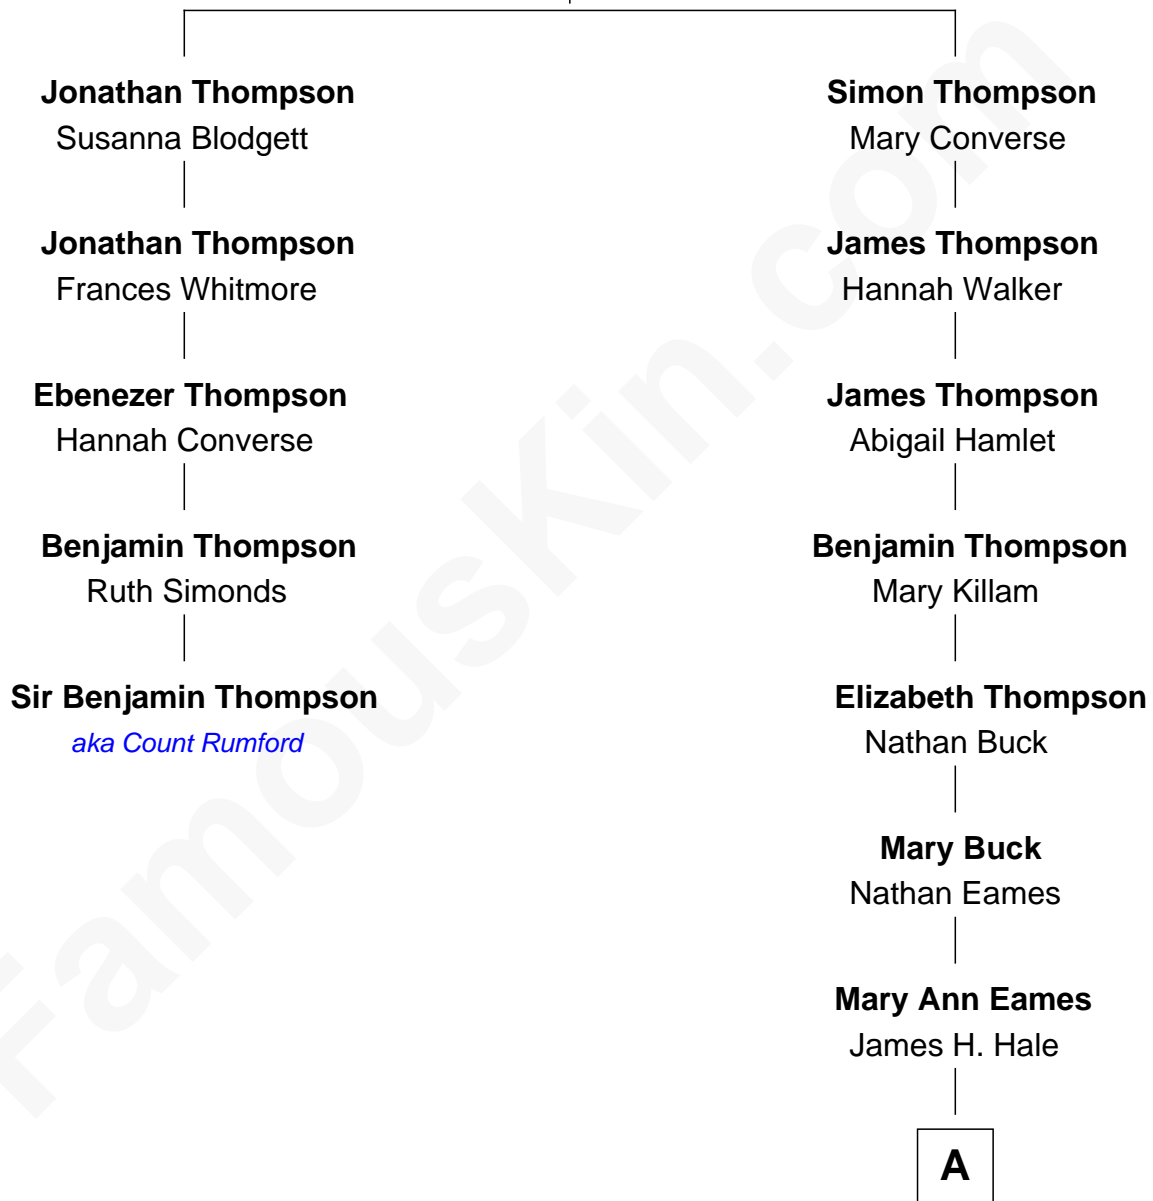 Jonathan Thompson
Susanna Blodgett
Jonathan Thompson
Frances Whitmore
Ebenezer Thompson
Hannah Converse
Benjamin Thompson
Ruth Simonds
Sir Benjamin Thompson
aka Count Rumford
Simon Thompson
Mary Converse
James Thompson
Hannah Walker
James Thompson
Abigail Hamlet
Benjamin Thompson
Mary Killam
Elizabeth Thompson
Nathan Buck
Mary Buck
Nathan Eames
Mary Ann Eames
James H. Hale
A
FamousKin.com